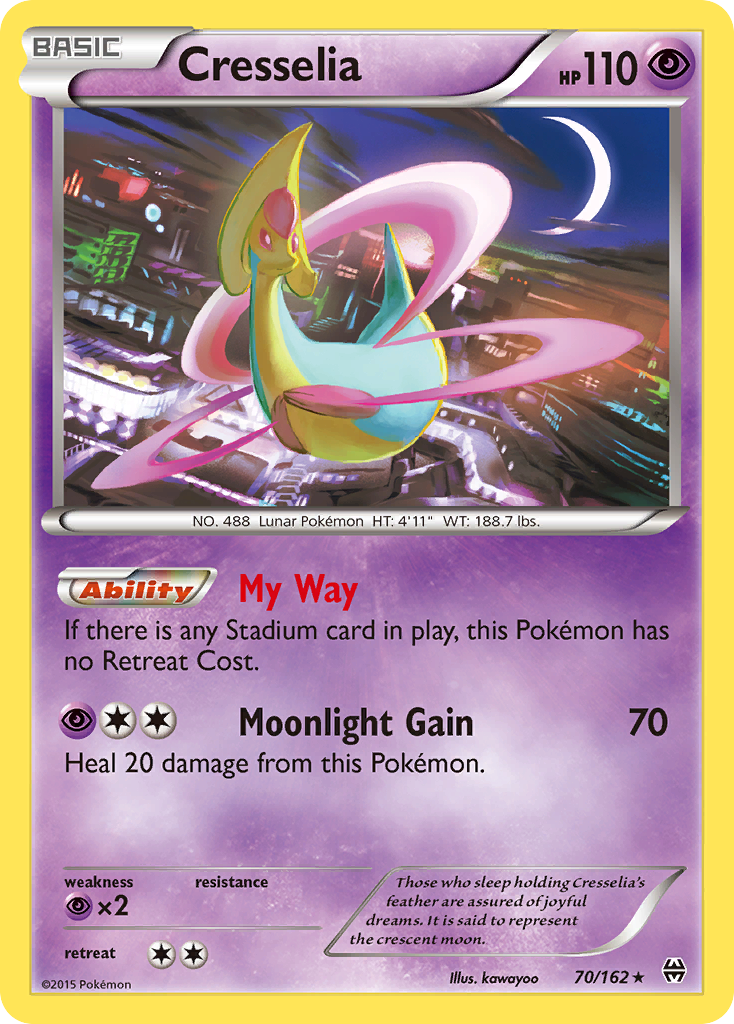 BASIC
Cresselia
HP110
NO. 488 Lunar Pokémon HT: 4'11" WT: 188.7 lbs.
Ability My Way
If there is any Stadium card in play, this Pokémon has
no Retreat Cost.
Moonlight Gain 70
Heal 20 damage from this Pokémon.
weakness resistance
×2
retreat
Those who sleep holding Cresselia's
feather are assured of joyful
dreams. It is said to represent
the crescent moon.
©2015 Pokémon
Illus. kawayoo
70/162 ★